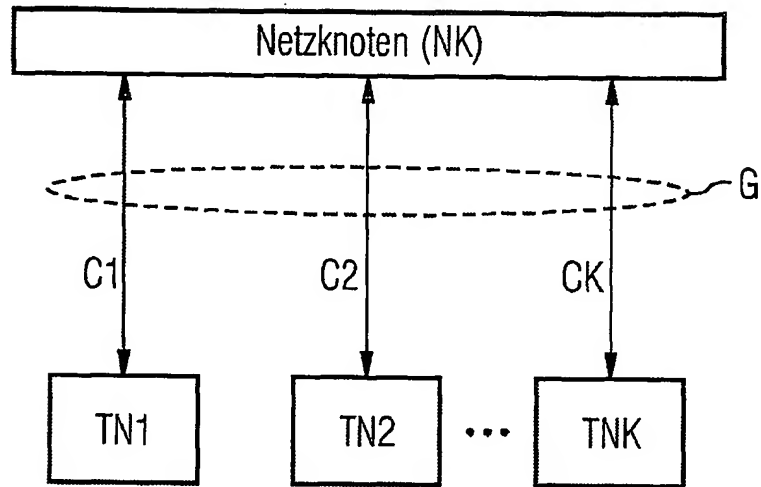 Netzknoten (NK)
G
C1 C2 CK
TN1 TN2 ••• TNK